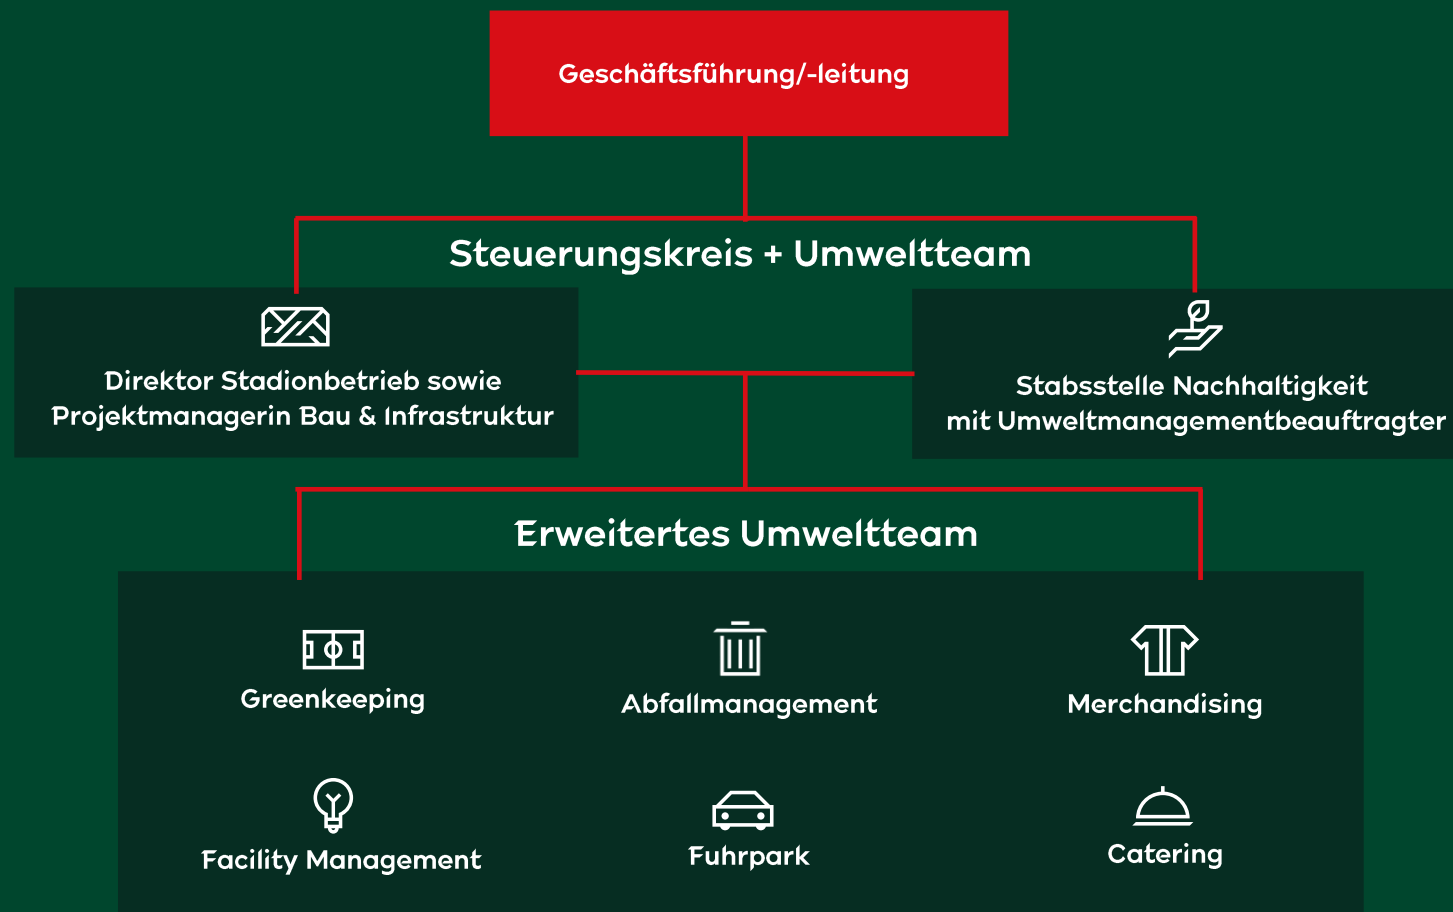 Geschäftsführung/-leitung
Steuerungskreis + Umweltteam
Direktor Stadionbetrieb sowie
Projektmanagerin Bau & Infrastruktur
Stabsstelle Nachhaltigkeit
mit Umweltmanagementbeauftragter
Erweitertes Umweltteam
Greenkeeping
Abfallmanagement
Merchandising
Facility Management
Fuhrpark
Catering